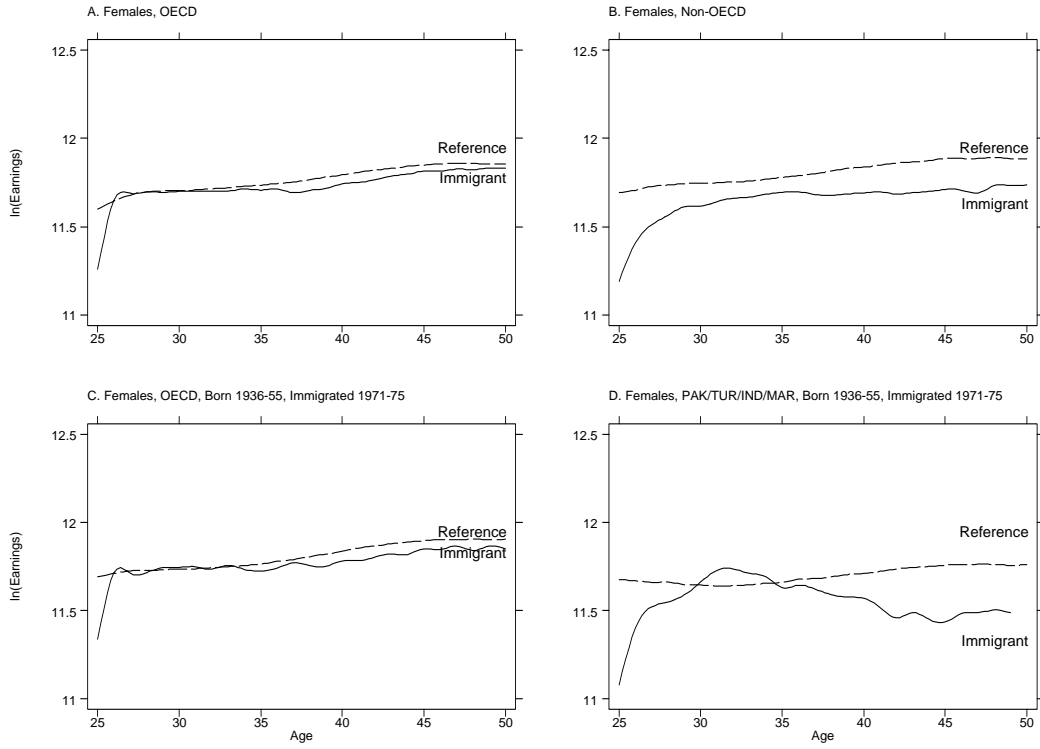 A. Females, OECD
ln(Earnings)
12.5
12
11.5
11
Reference
Immigrant
25 30 35 40 45 50
B. Females, Non-OECD
12.5
12
11.5
11
Reference
Immigrant
25 30 35 40 45 50
C. Females, OECD, Born 1936-55, Immigrated 1971-75
ln(Earnings)
12.5
12
11.5
11
Reference
Immigrant
25 30 35 40 45 50
Age
D. Females, PAK/TUR/IND/MAR, Born 1936-55, Immigrated 1971-75
12.5
12
11.5
11
Reference
Immigrant
25 30 35 40 45 50
Age